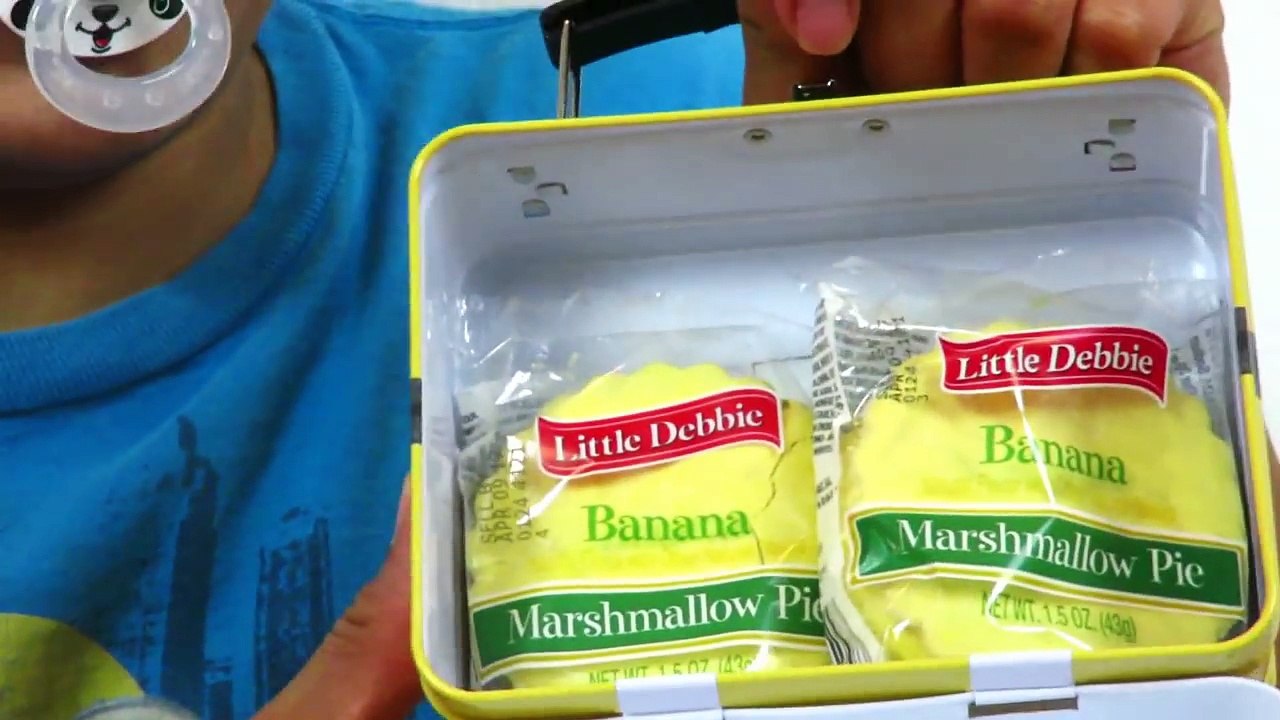 Little Debbie
Banana
Marshmallow Pie
NET WT. 1.5 OZ. (43g)
Little Debbie
Banana
Marshmallow Pie
NET WT. 1.5 OZ. (43g)